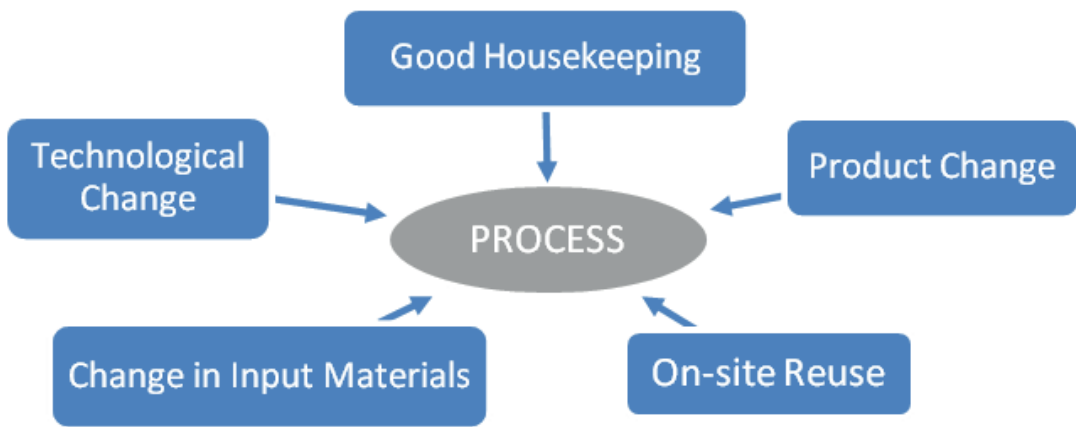 Good Housekeeping
Technological
Change
Product Change
PROCESS
Change in Input Materials
On-site Reuse